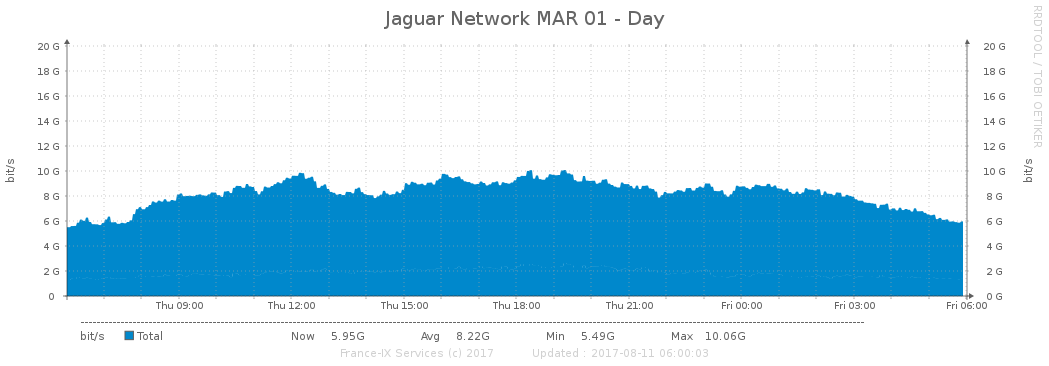 Jaguar Network MAR 01 - Day
RRDTOOL / TOBI OETIKER
bit/s
20 G
18 G
16 G
14 G
12 G
10 G
8 G
6 G
4 G
2 G
0
20 G
18 G
16 G
14 G
12 G
10 G
8 G
6 G
4 G
2 G
0 G
bit/s
Thu 09:00 Thu 12:00 Thu 15:00 Thu 18:00 Thu 21:00 Fri 00:00 Fri 03:00 Fri 06:00
bit/s Total Now 5.95G Avg 8.22G Min 5.49G Max 10.06G
France-IX Services (c) 2017 Updated : 2017-08-11 06:00:03